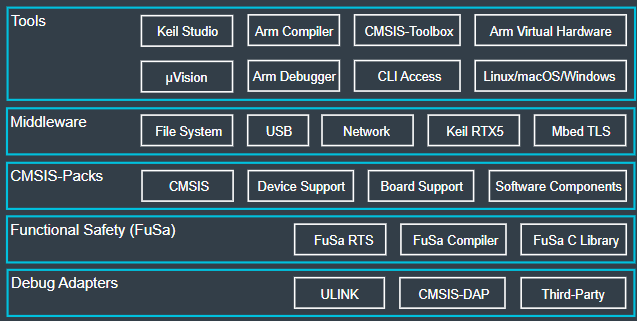 Tools
Keil Studio
Arm Compiler
CMSIS-Toolbox
Arm Virtual Hardware
µVision
Arm Debugger
CLI Access
Linux/macOS/Windows
Middleware
File System
USB
Network
Keil RTX5
Mbed TLS
CMSIS-Packs
CMSIS
Device Support
Board Support
Software Components
Functional Safety (FuSa)
FuSa RTS
FuSa Compiler
FuSa C Library
Debug Adapters
ULINK
CMSIS-DAP
Third-Party